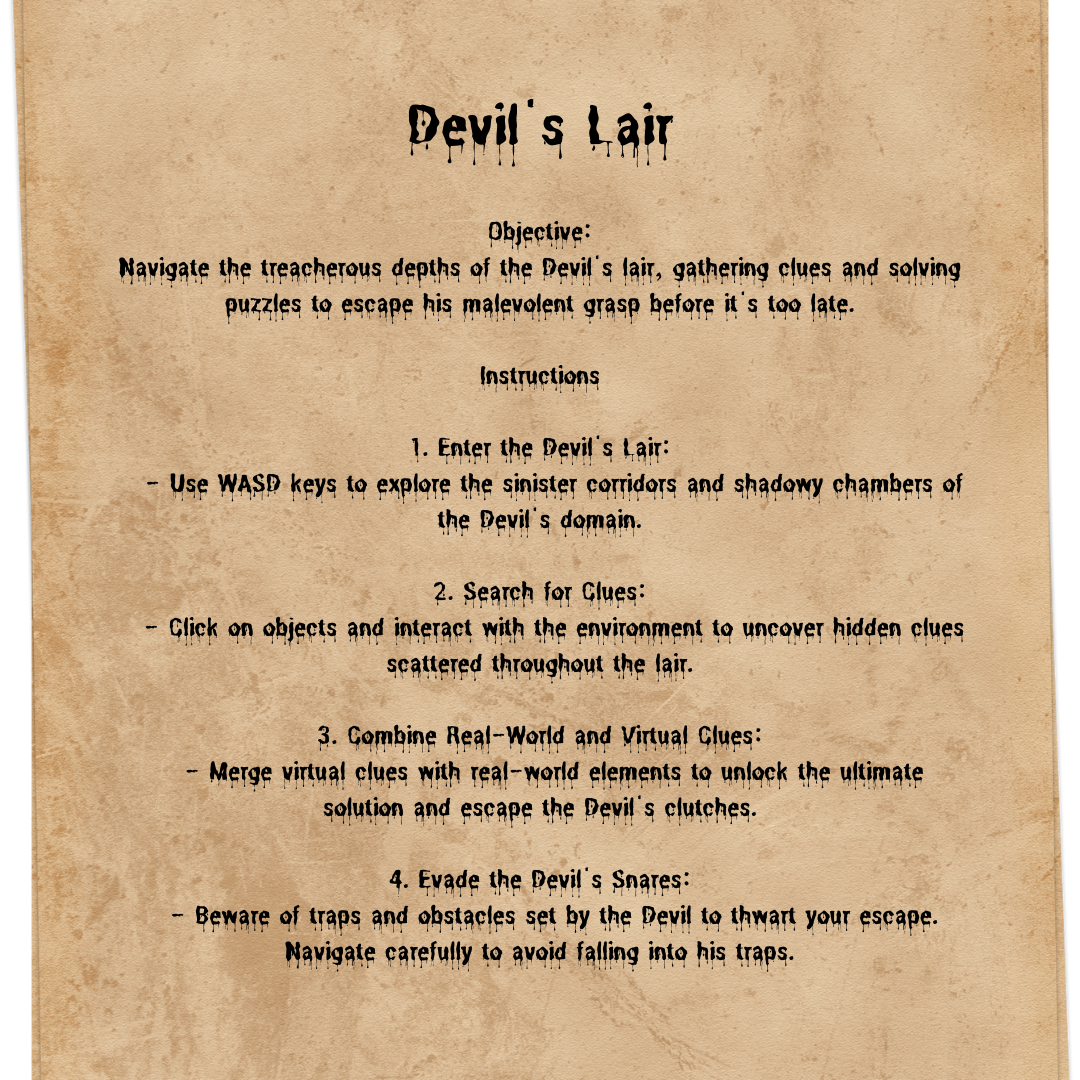 Devil's Lair
Objective:
Navigate the treacherous depths of the Devil's lair, gathering clues and solving
puzzles to escape his malevolent grasp before it's too late.
Instructions
1. Enter the Devil's Lair:
- Use WASD keys to explore the sinister corridors and shadowy chambers of
the Devil's domain.
2. Search for Clues:
- Click on objects and interact with the environment to uncover hidden clues
scattered throughout the lair.
3. Combine Real-World and Virtual Clues:
- Merge virtual clues with real-world elements to unlock the ultimate
solution and escape the Devil's clutches.
4. Evade the Devil's Snares:
- Beware of traps and obstacles set by the Devil to thwart your escape.
Navigate carefully to avoid falling into his traps.